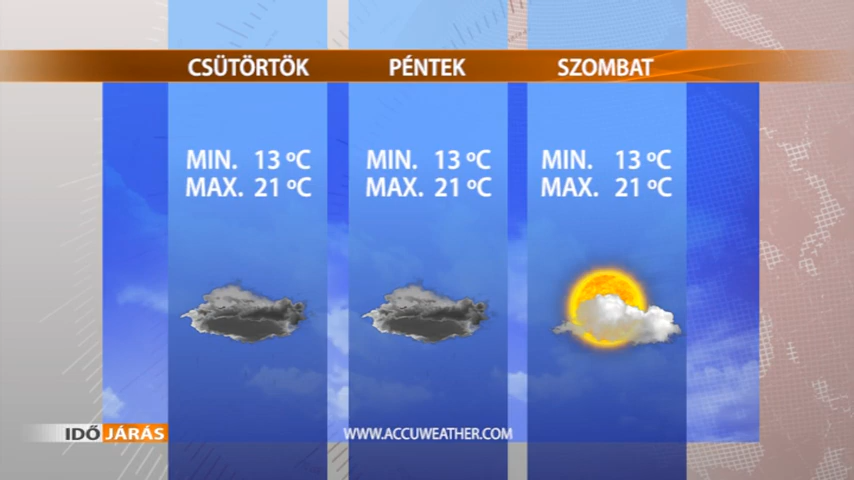 CSÜTÖRTÖK
PÉNTEK
SZOMBAT
MIN. 13 ºC
MAX. 21 ºC
MIN. 13 ºC
MAX. 21 ºC
MIN. 13 ºC
MAX. 21 ºC
IDŐJÁRÁS
WWW.ACCUWEATHER.COM